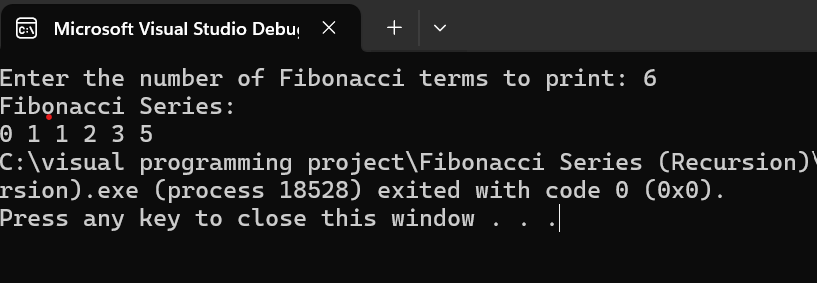 Microsoft Visual Studio Debu
Enter the number of Fibonacci terms to print: 6
Fibonacci Series:
0 1 1 2 3 5
C:\visual programming project\Fibonacci Series (Recursion)\
rsion).exe (process 18528) exited with code 0 (0x0).
Press any key to close this window . . .